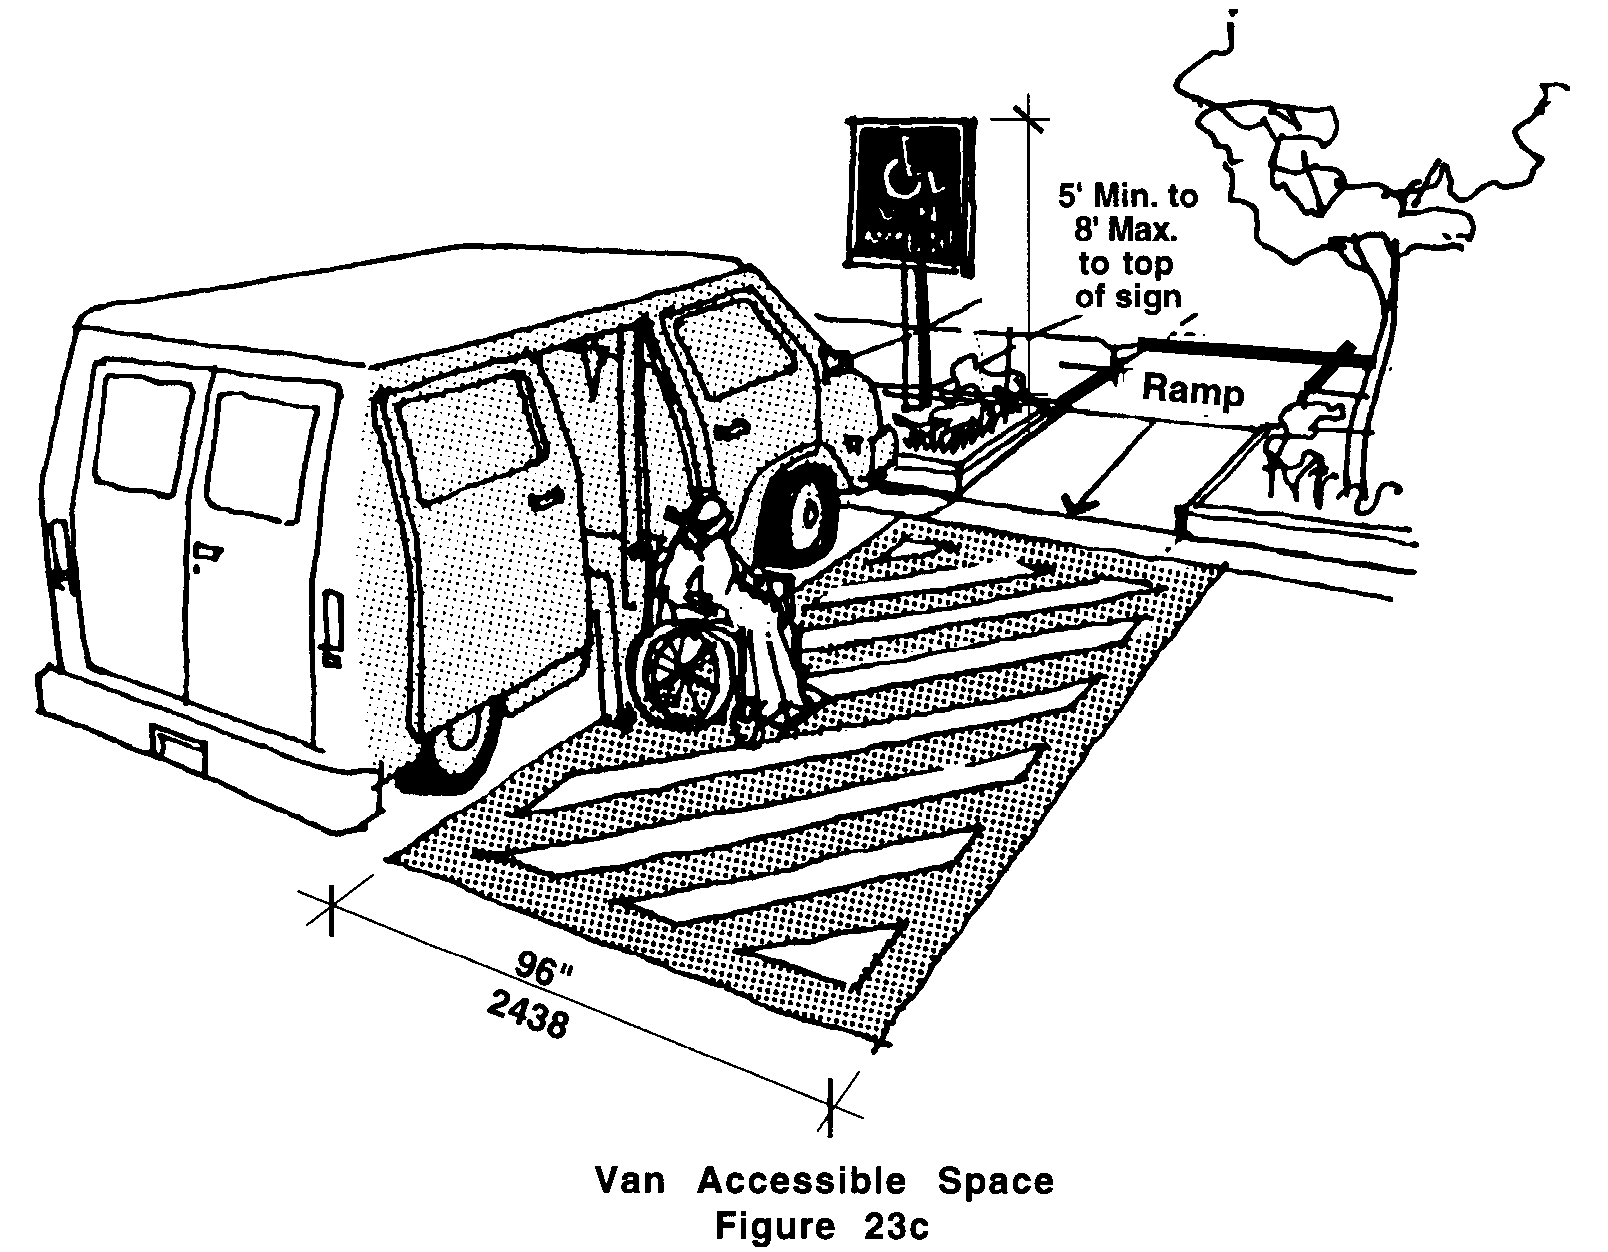 5' Min. to
8' Max.
to top
of sign
Ramp
96"
2438
Van Accessible Space
Figure 23c